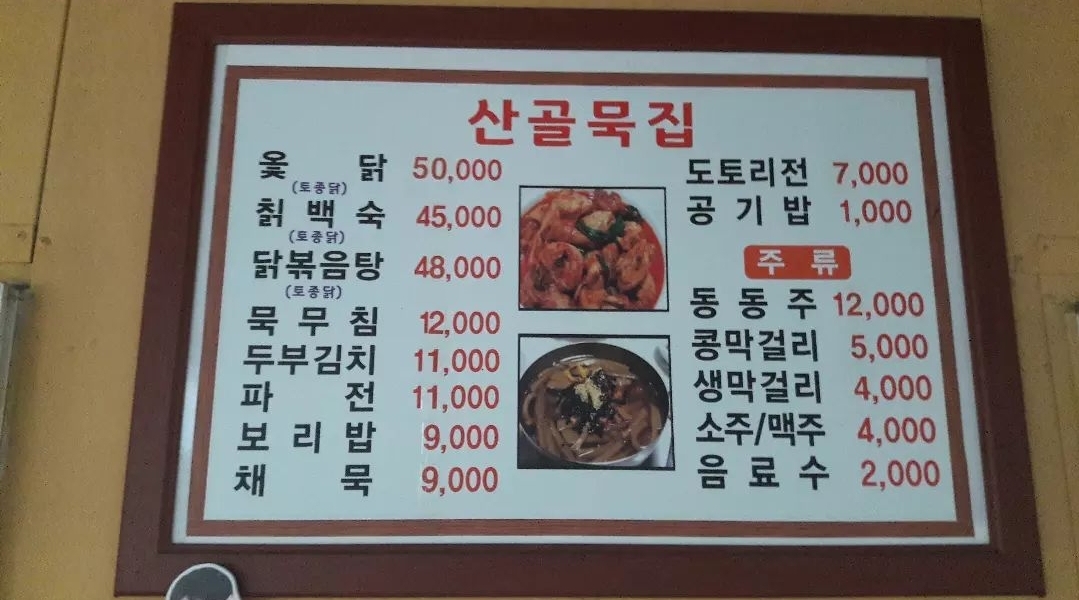 산골묵집
옻 닭 50,000
(토종닭)
칡 백 숙 45,000
(토종닭)
닭볶음탕 48,000
(토종닭)
묵 무 침 12,000
두부김치 11,000
파 전 11,000
보 리 밥 9,000
채 묵 9,000
도토리전 7,000
공 기 밥 1,000
주 류
동 동 주 12,000
콩막걸리 5,000
생막걸리 4,000
소주/맥주 4,000
음 료 수 2,000